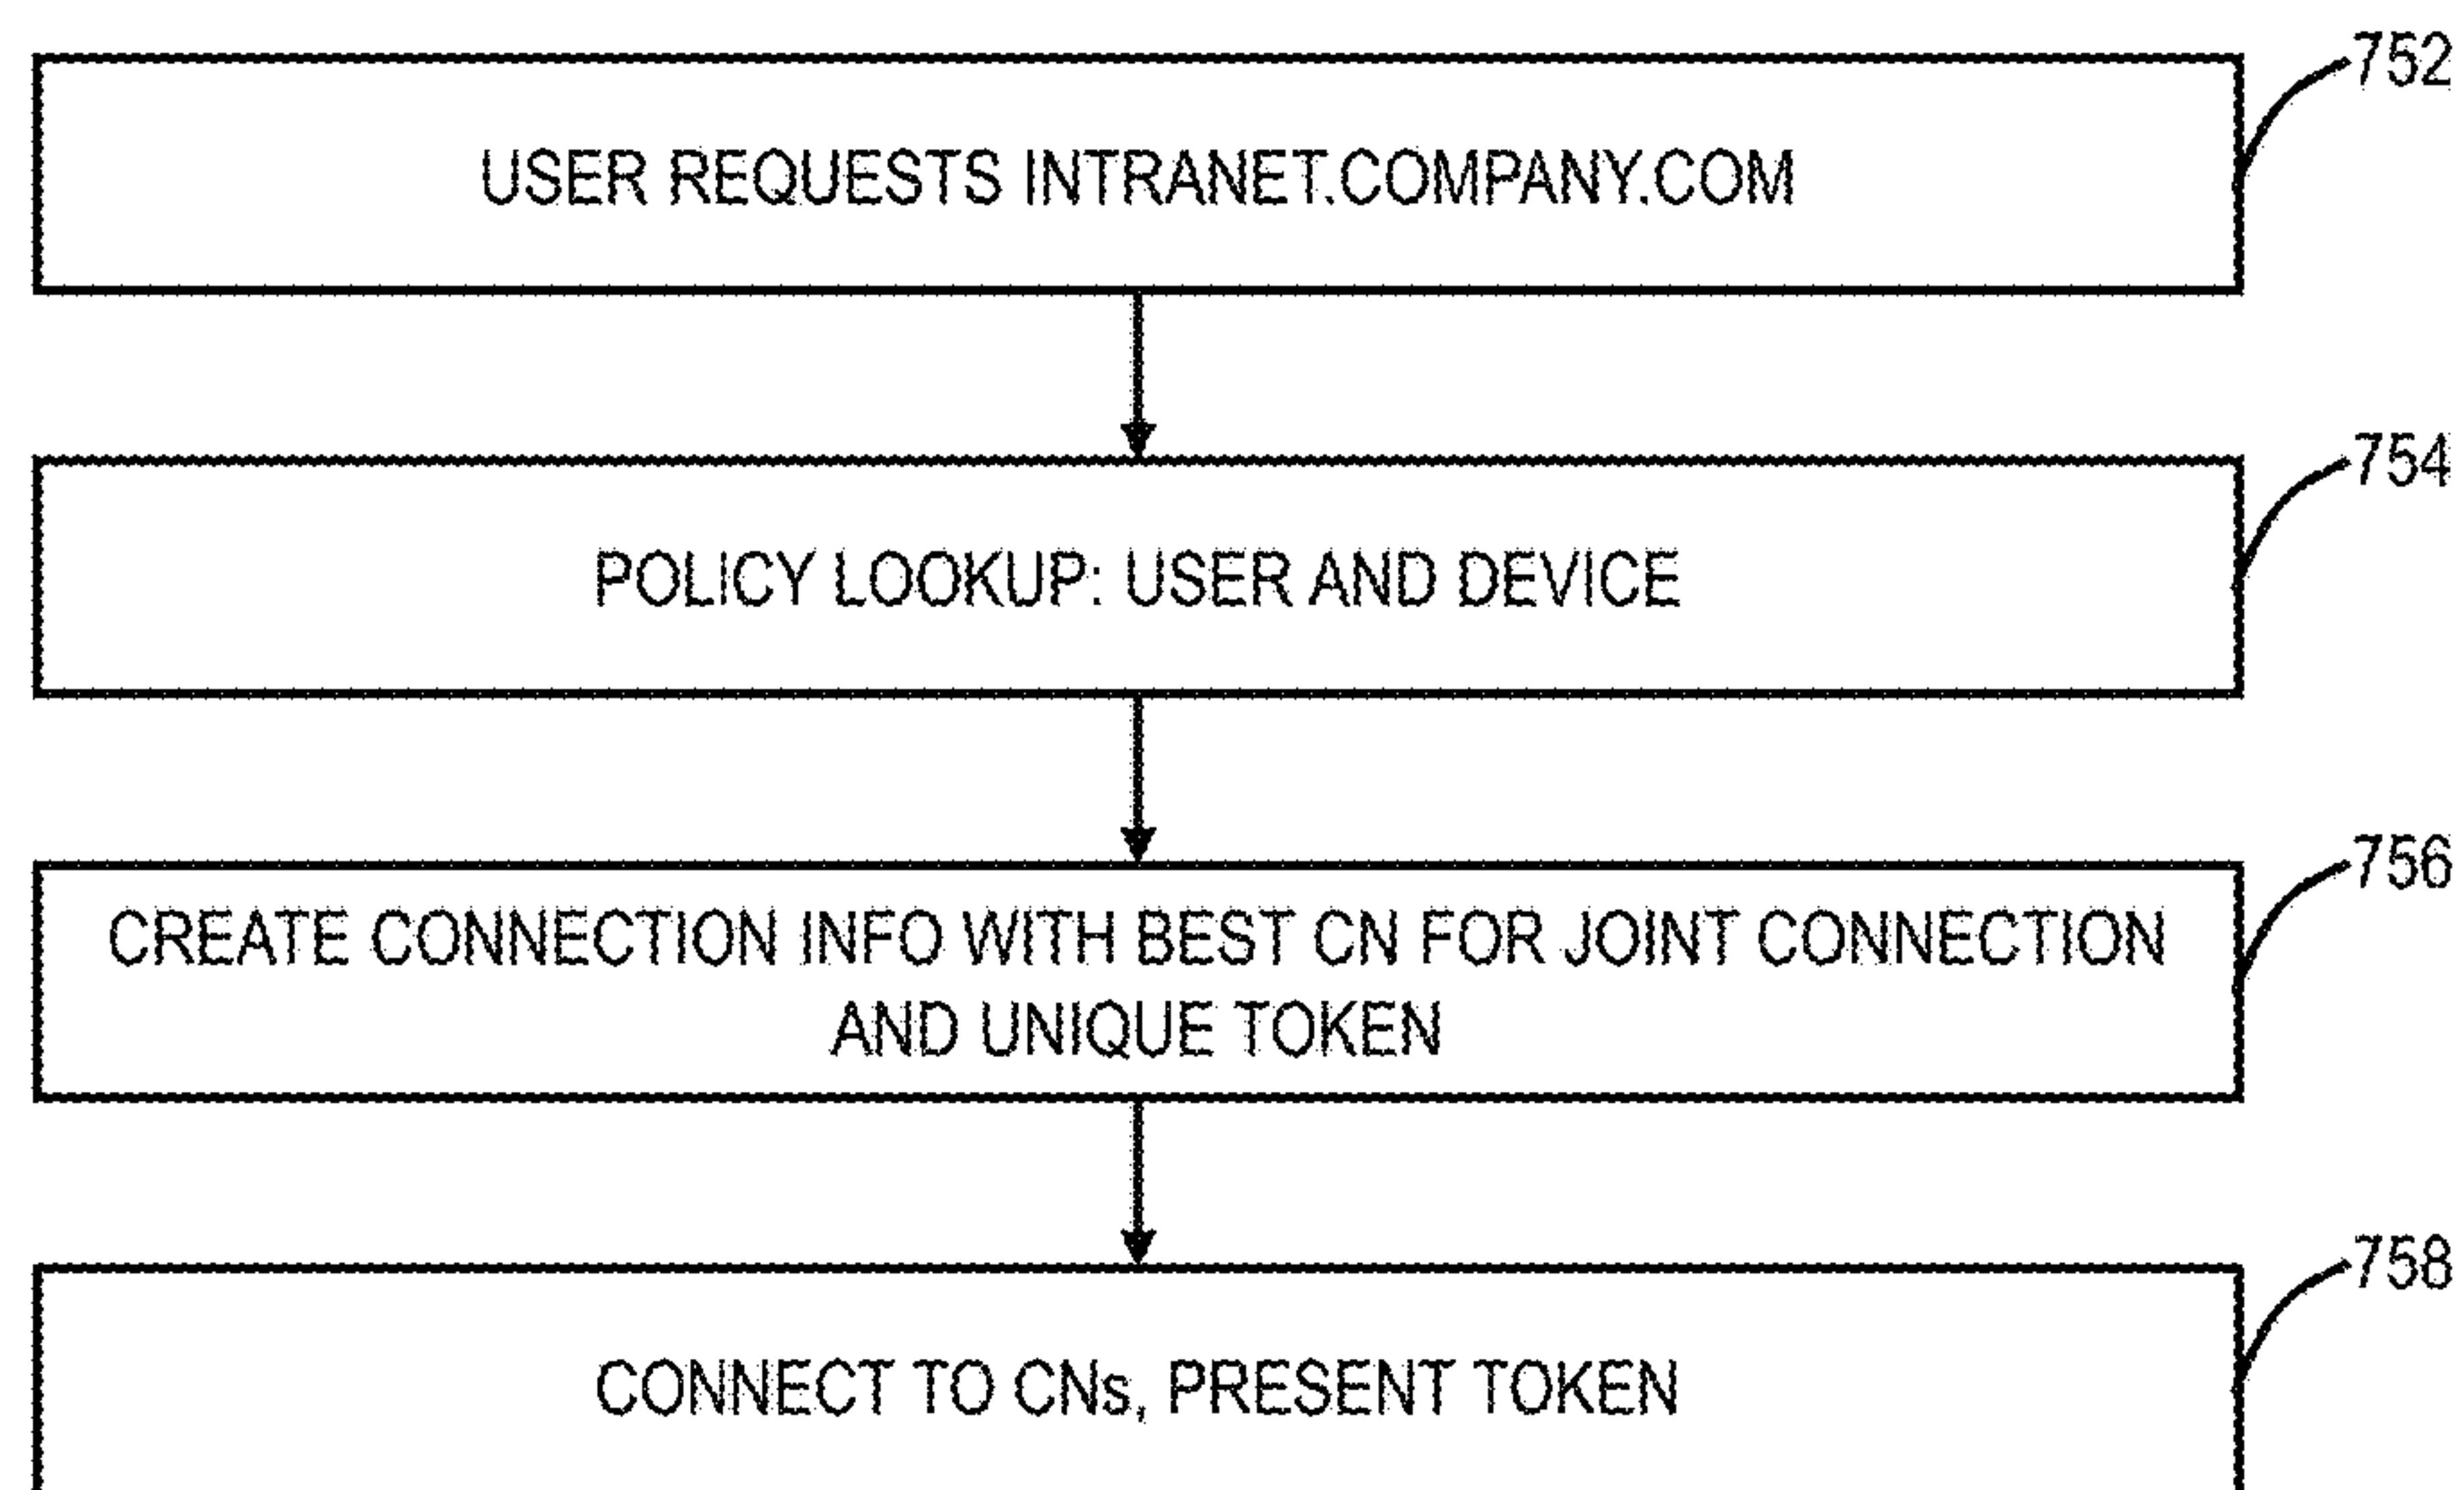 752
USER REQUESTS INTRANET.COMPANY.COM
754
POLICY LOOKUP: USER AND DEVICE
756
CREATE CONNECTION INFO WITH BEST CN FOR JOINT CONNECTION
AND UNIQUE TOKEN
758
CONNECT TO CNs, PRESENT TOKEN